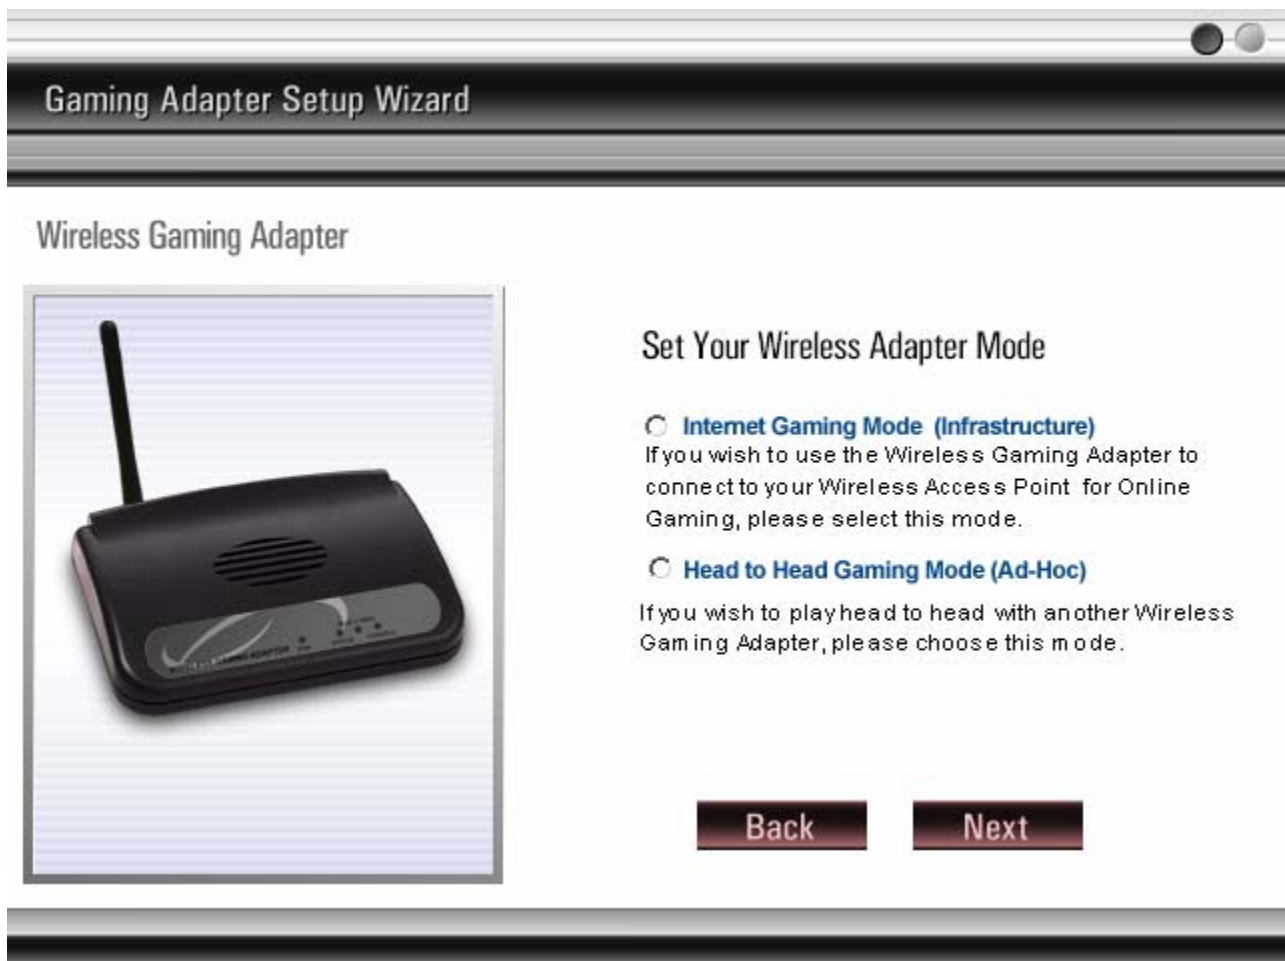 Gaming Adapter Setup Wizard
Wireless Gaming Adapter
WIRELESS GAMING ADAPTER
Set Your Wireless Adapter Mode
Internet Gaming Mode (Infrastructure)
If you wish to use the Wireless Gaming Adapter to
connect to your Wireless Access Point for Online
Gaming, please select this mode.
Head to Head Gaming Mode (Ad-Hoc)
If you wish to play head to head with another Wireless
Gaming Adapter, please choose this mode.
Back
Next